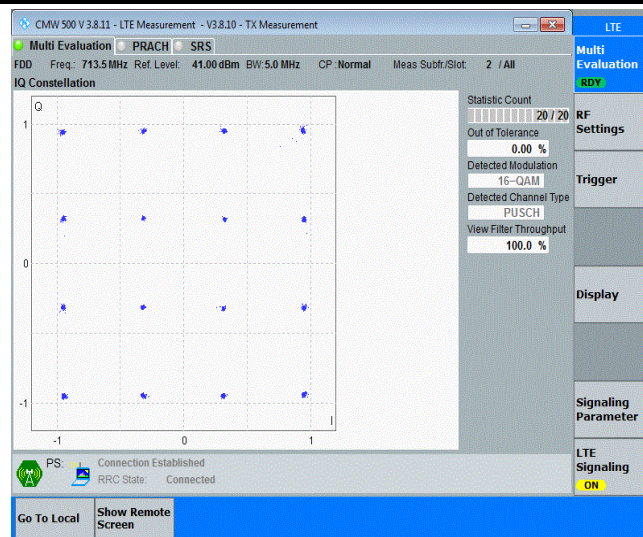 CMW 500 V 3.8.11 - LTE Measurement - V3.8.10 - TX Measurement
LTE
Multi Evaluation PRACH SRS
FDD Freq.: 713.5 MHz Ref. Level: 41.00 dBm BW: 5.0 MHz CP : Normal Meas Subfr./Slot: 2 / All
IQ Constellation
Q
1
0
-1
-1 0 1
I
Statistic Count
20 / 20
Out of Tolerance
0.00 %
Detected Modulation
16-QAM
Detected Channel Type
PUSCH
View Filter Throughput
100.0 %
Multi
Evaluation
RDY
RF
Settings
Trigger
Display
Signaling
Parameter
LTE
Signaling
ON
PS: Connection Established
RRC State: Connected
Go To Local
Show Remote
Screen